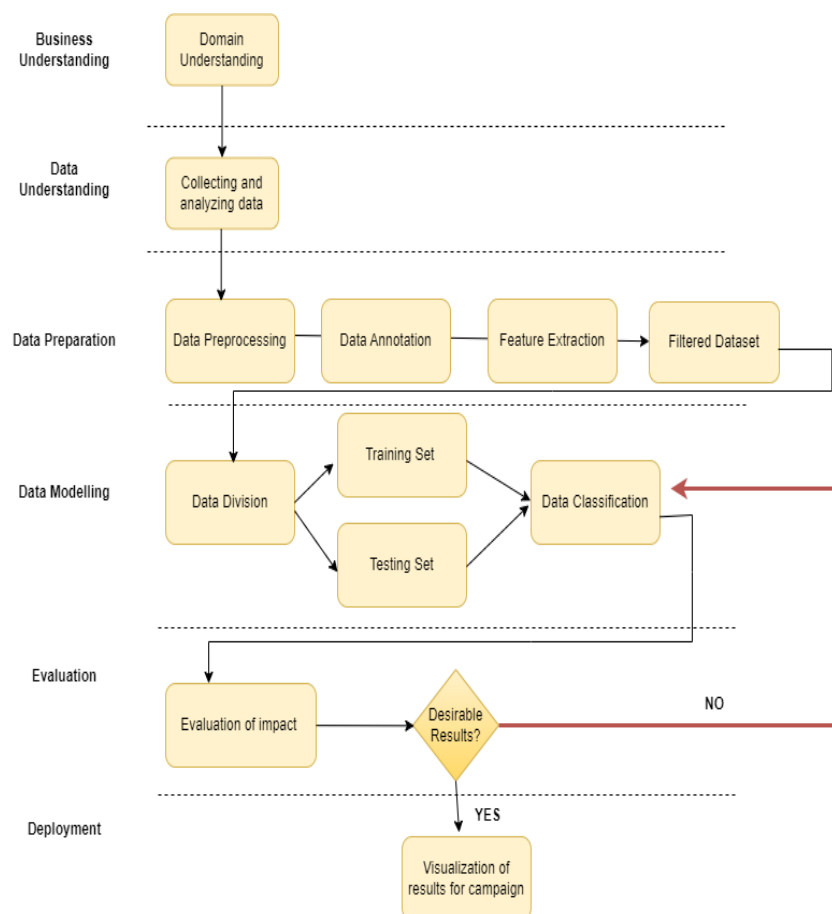 Business
Understanding
Domain
Understanding
Data
Understanding
Collecting and
analyzing data
Data Preparation
Data Preprocessing
Data Annotation
Feature Extraction
Filtered Dataset
Data Modelling
Data Division
Training Set
Testing Set
Data Classification
Evaluation
Evaluation of impact
Desirable
Results?
NO
YES
Deployment
Visualization of
results for campaign